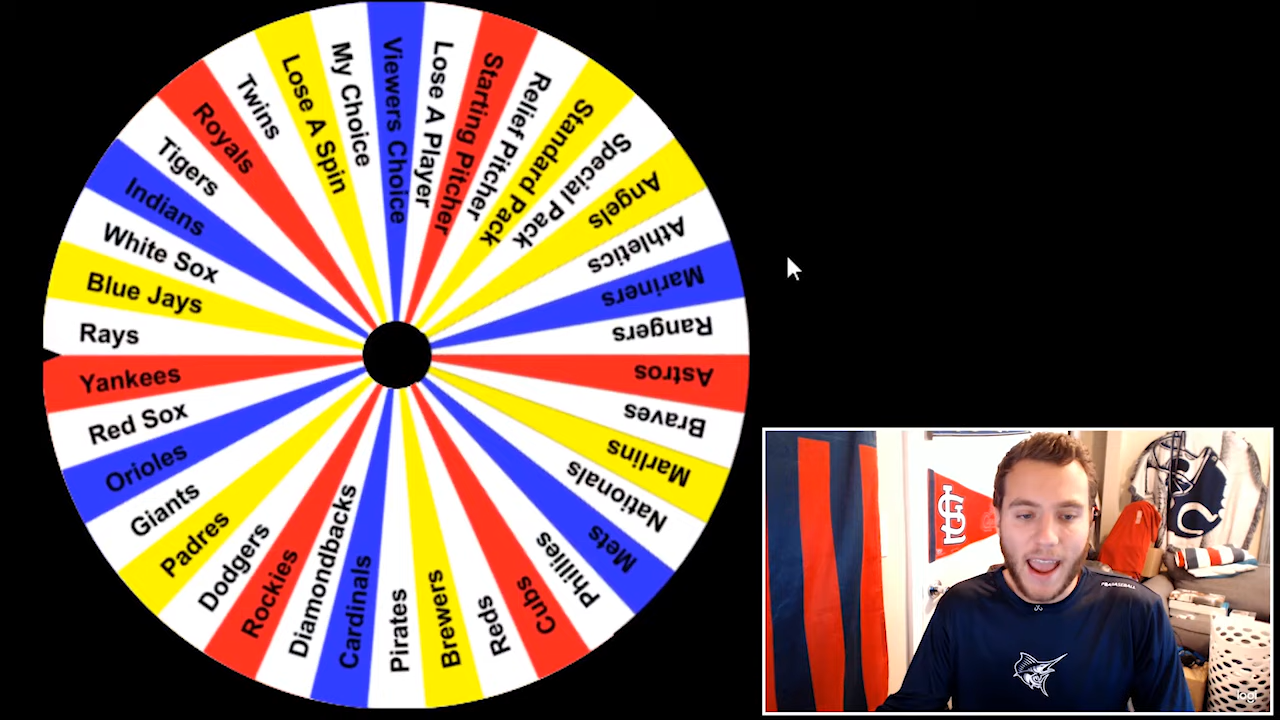 Viewers Choice
Lose A Player
Starting Pitcher
Relief Pitcher
Standard Pack
Special Pack
Angels
Athletics
Mariners
Rangers
Astros
Braves
Marlins
Nationals
Mets
Phillies
Cubs
Reds
Brewers
Pirates
Cardinals
Diamondbacks
Rockies
Dodgers
Padres
Giants
Orioles
Red Sox
Yankees
Rays
Blue Jays
White Sox
Indians
Tigers
Royals
Twins
Lose A Spin
My Choice
STL
logi